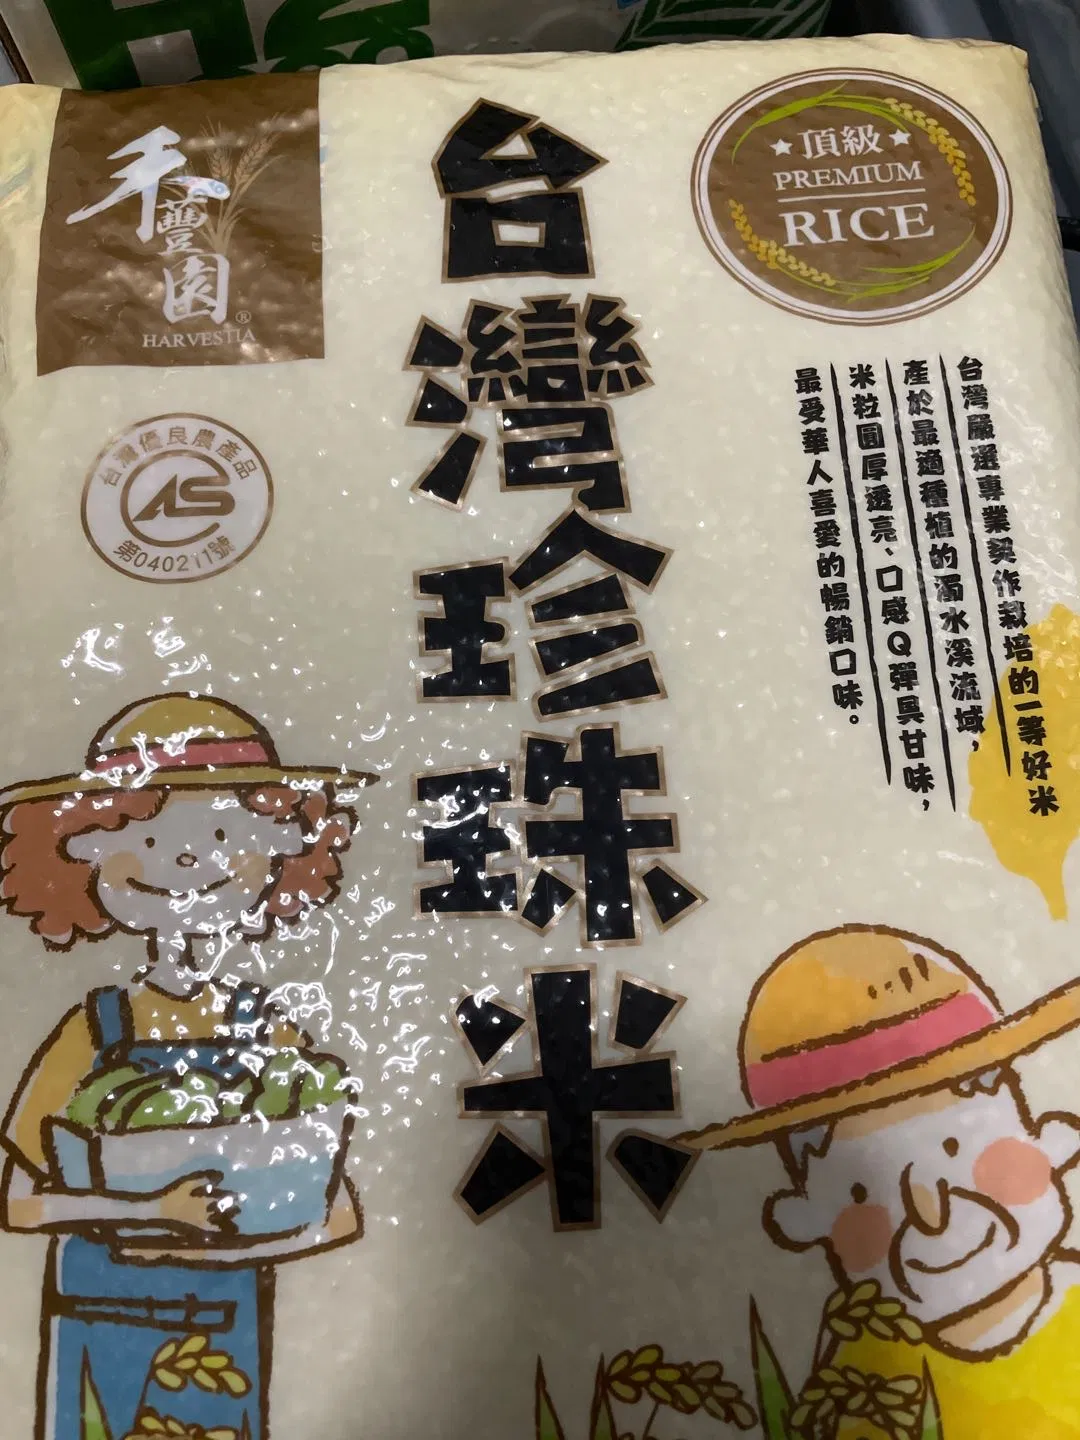 禾豐園
®
HARVESTIA
台灣優良農產品
CAS
第040211號
台灣珍珠米
頂級
PREMIUM
RICE
台灣嚴選專業契作栽培的一等好米
產於最適種植的濁水溪流域，
米粒圓厚透亮、口感Q彈具甘味，
最受華人喜愛的暢銷口味。